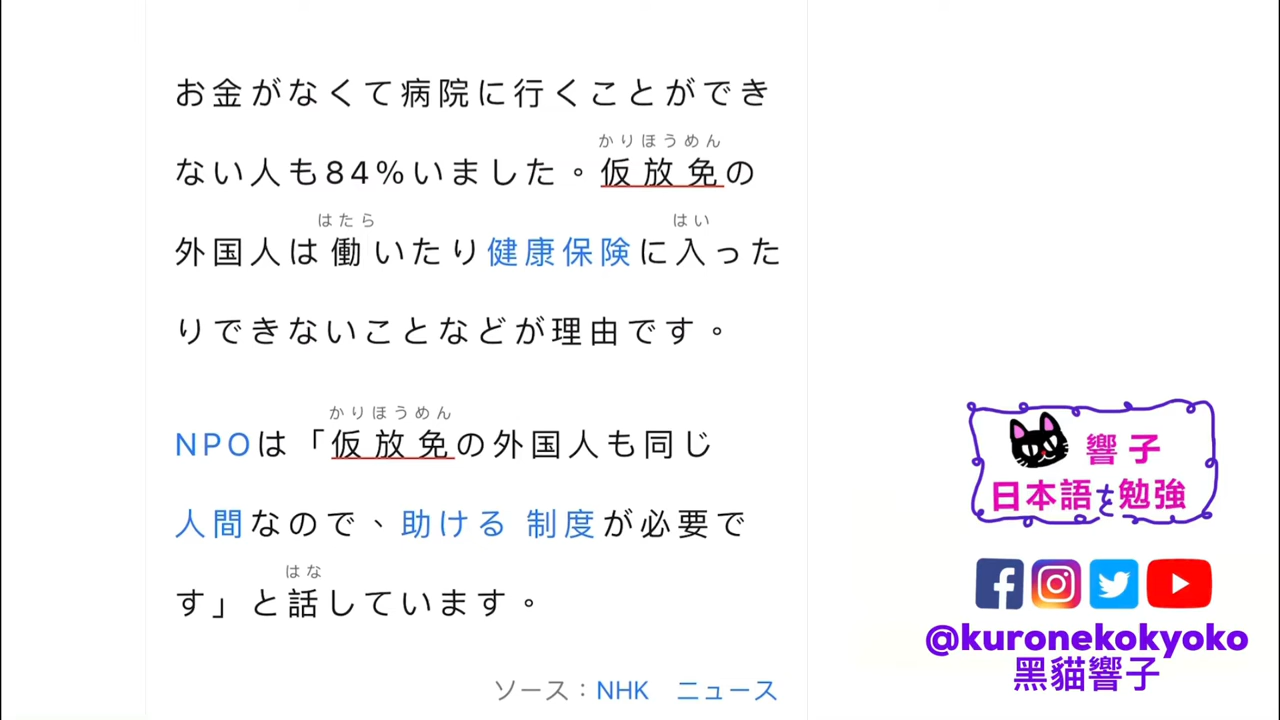 お金がなくて病院に行くことができ
かりほうめん
ない人も84%いました。仮放免の
はたら はい
外国人は働いたり健康保険に入った
りできないことなどが理由です。
かりほうめん
NPOは「仮放免の外国人も同じ
人間なので、助ける 制度が必要で
はな
す」と話しています。
ソース：NHK ニュース
響子
日本語を勉強
@kuronekokyoko
黑貓響子